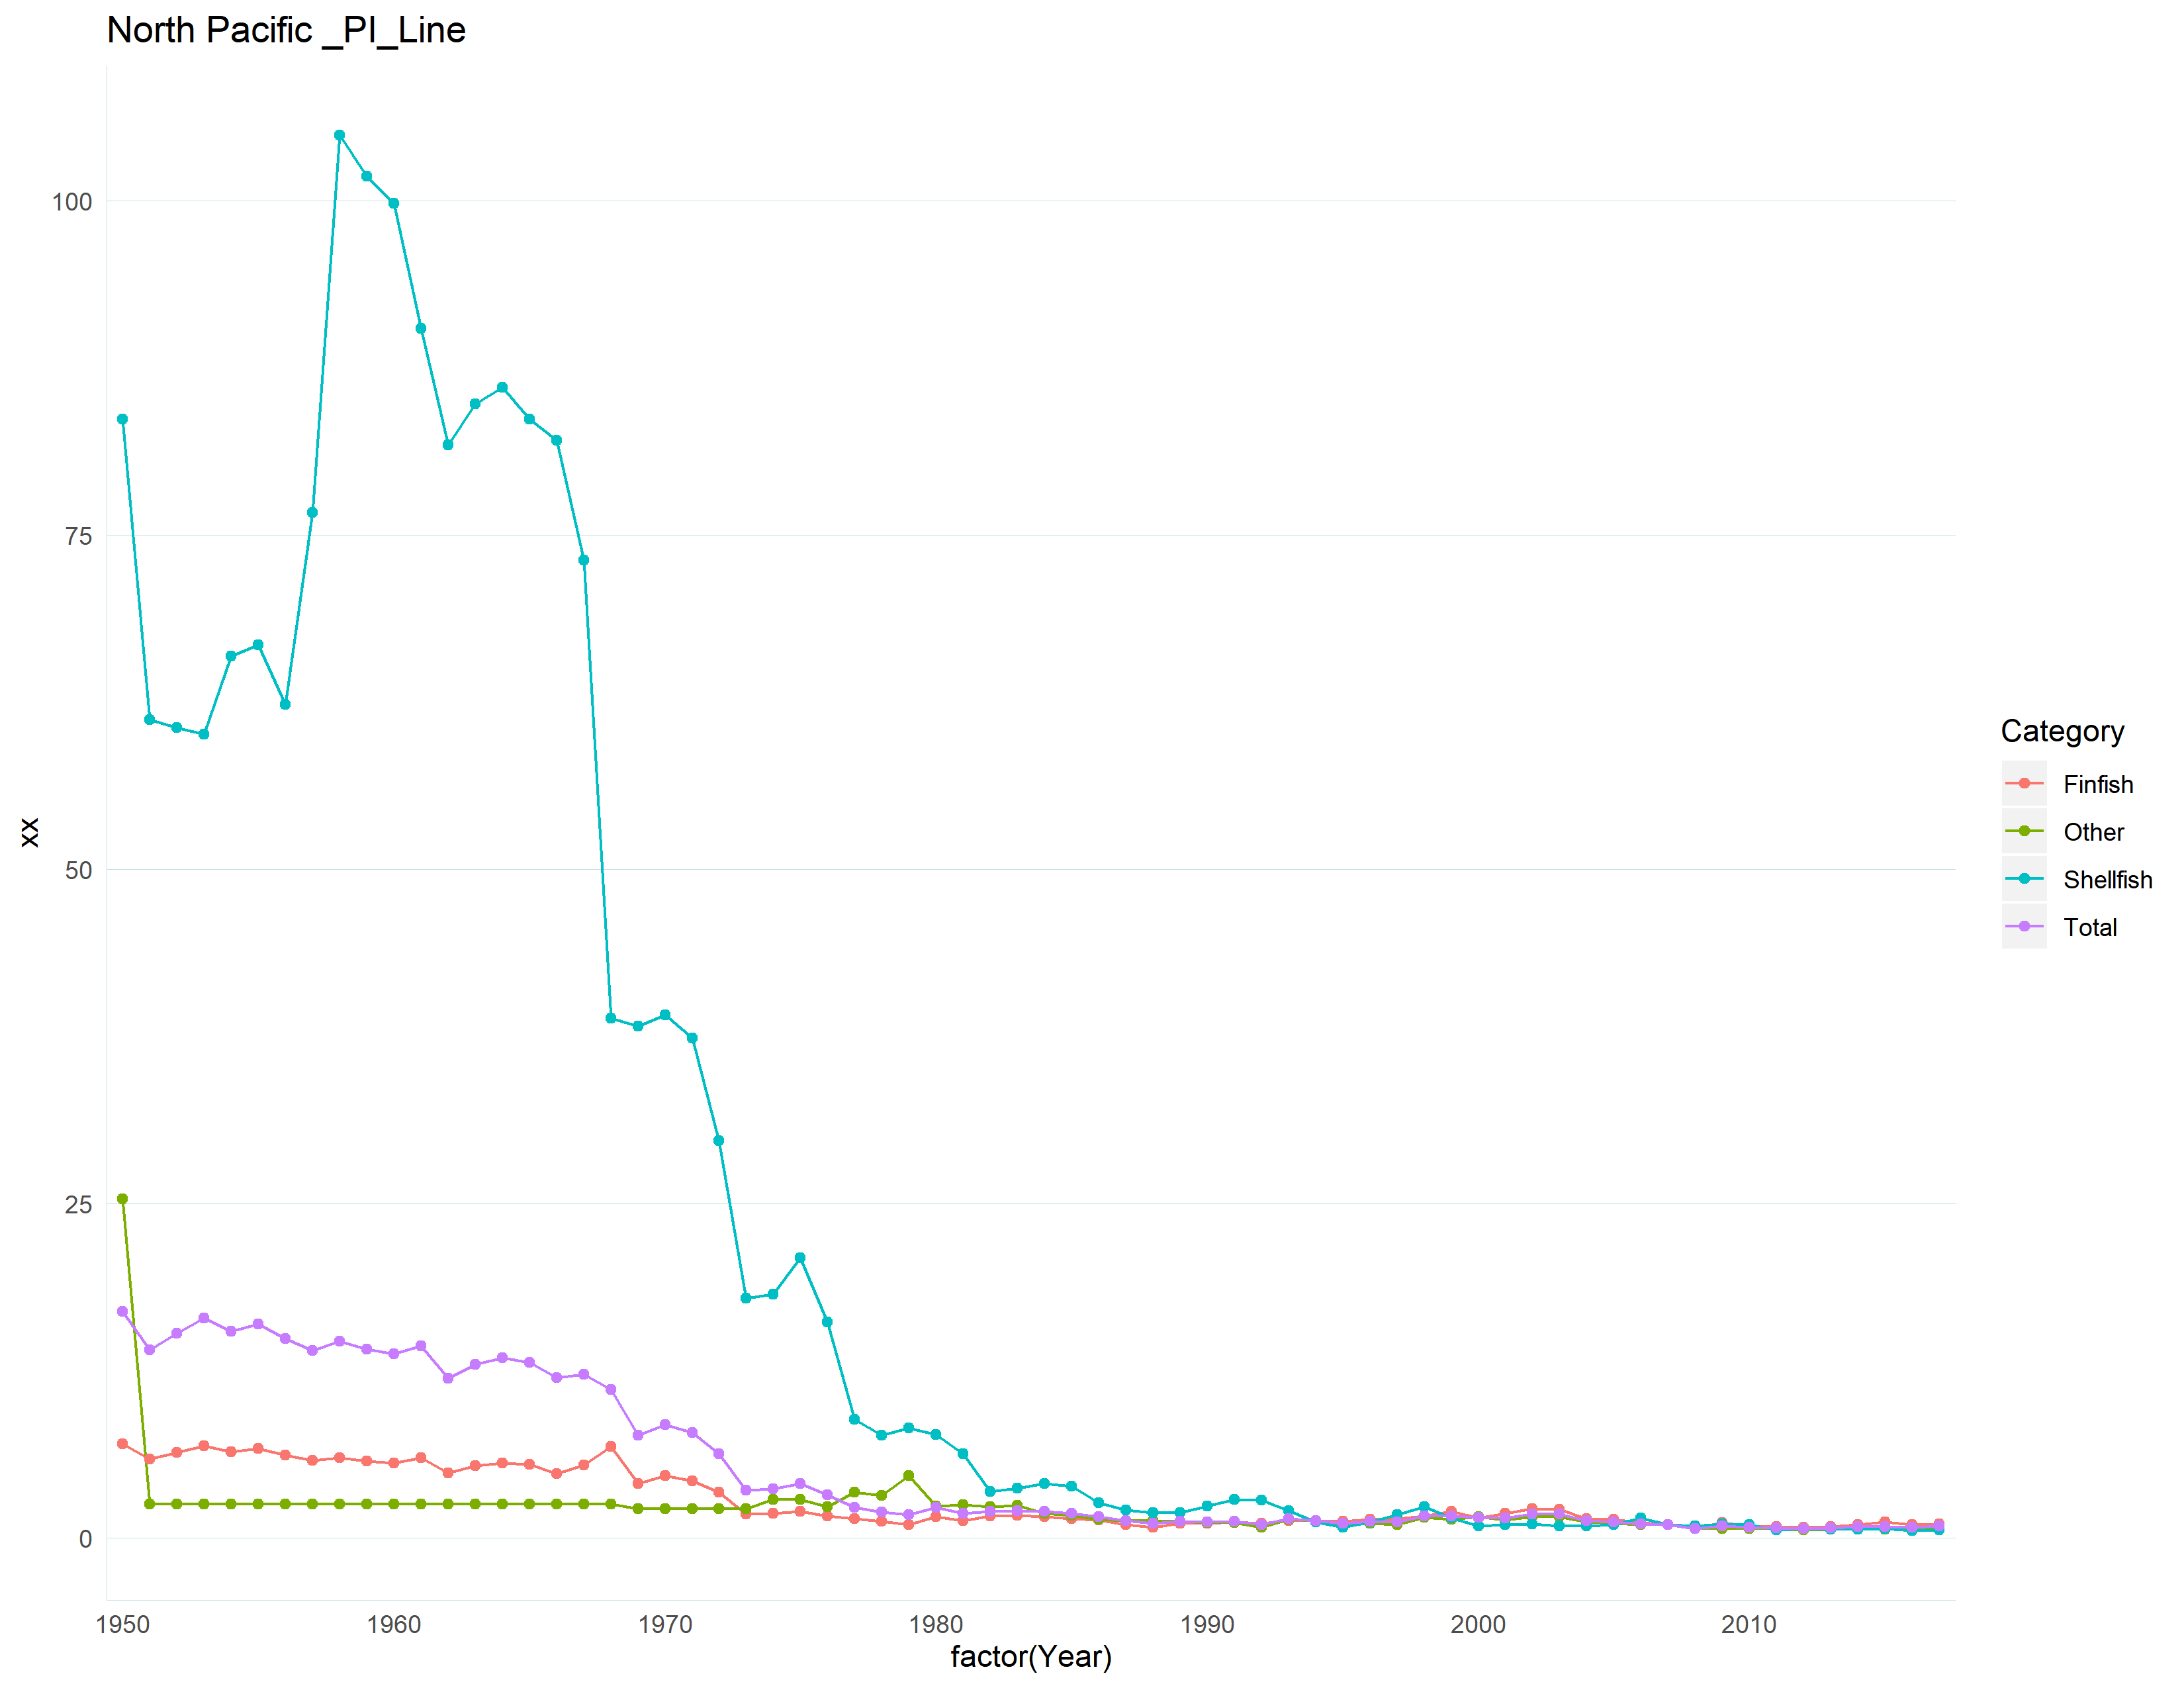 North Pacific _PI_Line
100
75
50
25
0
xx
1950 1960 1970 1980 1990 2000 2010
factor(Year)
Category
Finfish
Other
Shellfish
Total